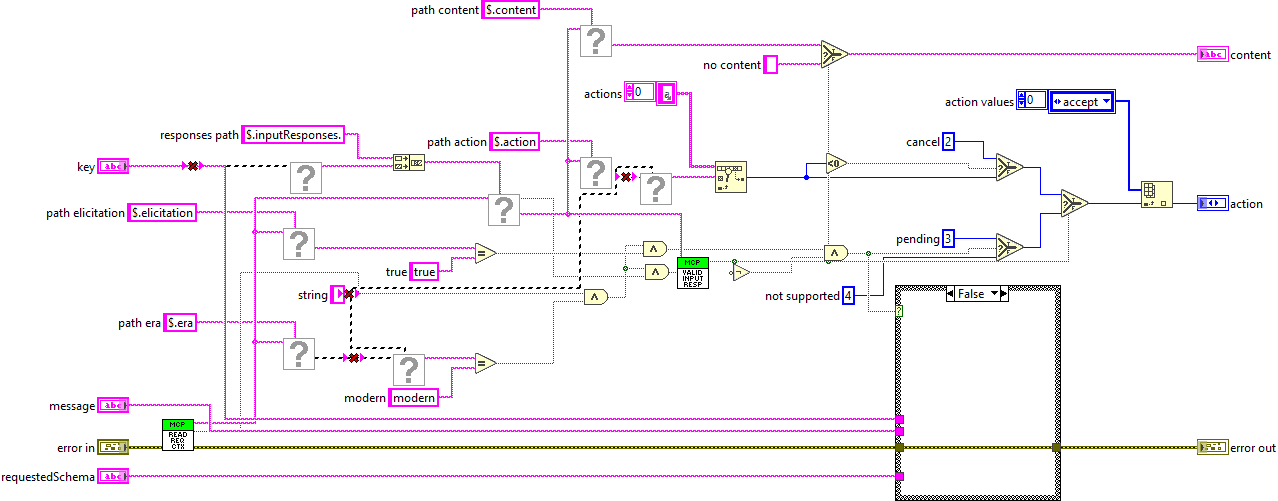 path content $.content
?
content
no content
actions 0 a
action values 0 accept
responses path $.inputResponses.
path action $.action
cancel 2
<0
key
?
?
?
path elicitation $.elicitation
?
action
?
pending 3
true true
=
MCP
VALID
INPUT
RESP
string
not supported 4
False
path era $.era
?
?
=
modern modern
message
MCP
READ
REQ
CTX
error in
error out
requestedSchema